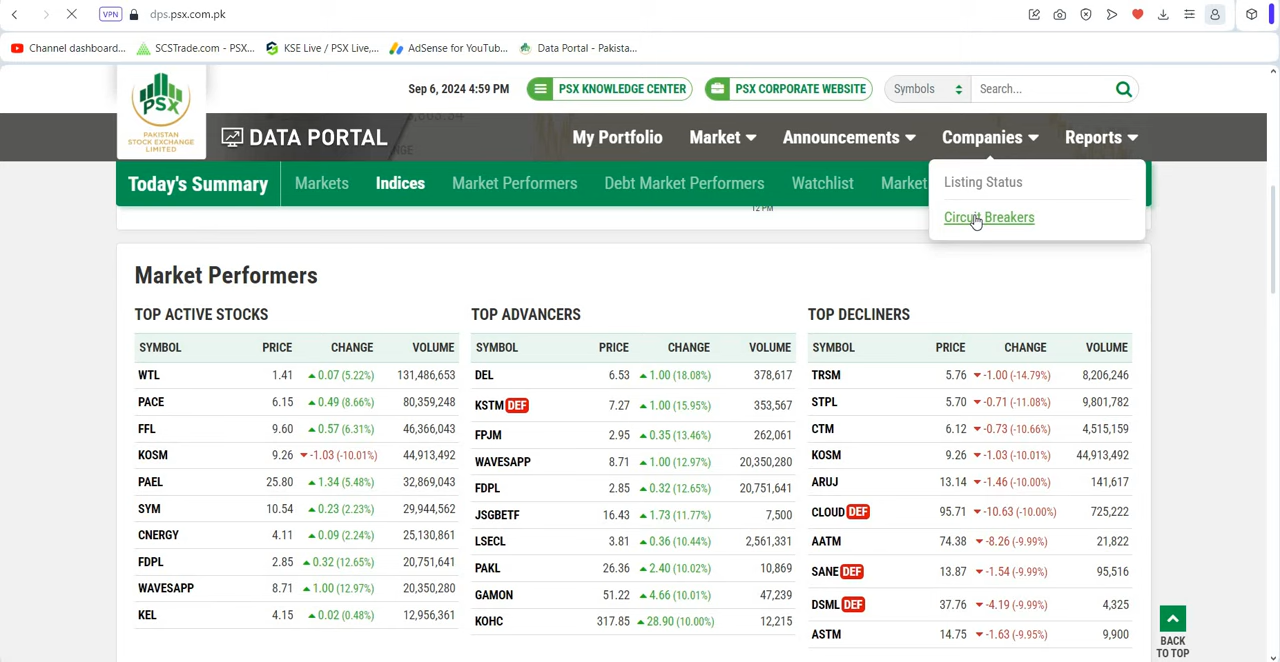 VPN dps.psx.com.pk
Channel dashboard... SCSTrade.com - PSX... KSE Live / PSX Live,... AdSense for YouTub... Data Portal - Pakista...
PSX
PAKISTAN
STOCK EXCHANGE
LIMITED
Sep 6, 2024 4:59 PM PSX KNOWLEDGE CENTER PSX CORPORATE WEBSITE Symbols Search...
DATA PORTAL My Portfolio Market Announcements Companies Reports
Today's Summary Markets Indices Market Performers Debt Market Performers Watchlist Market
Listing Status
Circuit Breakers
12 PM
Market Performers
TOP ACTIVE STOCKS TOP ADVANCERS TOP DECLINERS
SYMBOL PRICE CHANGE VOLUME SYMBOL PRICE CHANGE VOLUME SYMBOL PRICE CHANGE VOLUME
WTL 1.41 0.07 (5.22%) 131,486,653 DEL 6.53 1.00 (18.08%) 378,617 TRSM 5.76 -1.00 (-14.79%) 8,206,246
PACE 6.15 0.49 (8.66%) 80,359,248 KSTM DEF 7.27 1.00 (15.95%) 353,567 STPL 5.70 -0.71 (-11.08%) 9,801,782
FFL 9.60 0.57 (6.31%) 46,366,043 FPJM 2.95 0.35 (13.46%) 262,061 CTM 6.12 -0.73 (-10.66%) 4,515,159
KOSM 9.26 -1.03 (-10.01%) 44,913,492 WAVESAPP 8.71 1.00 (12.97%) 20,350,280 KOSM 9.26 -1.03 (-10.01%) 44,913,492
PAEL 25.80 1.34 (5.48%) 32,869,043 FDPL 2.85 0.32 (12.65%) 20,751,641 ARUJ 13.14 -1.46 (-10.00%) 141,617
SYM 10.54 0.23 (2.23%) 29,944,562 JSGBETF 16.43 1.73 (11.77%) 7,500 CLOUD DEF 95.71 -10.63 (-10.00%) 725,222
CNERGY 4.11 0.09 (2.24%) 25,130,861 LSECL 3.81 0.36 (10.44%) 2,561,331 AATM 74.38 -8.26 (-9.99%) 21,822
FDPL 2.85 0.32 (12.65%) 20,751,641 PAKL 26.36 2.40 (10.02%) 10,869 SANE DEF 13.87 -1.54 (-9.99%) 95,516
WAVESAPP 8.71 1.00 (12.97%) 20,350,280 GAMON 51.22 4.66 (10.01%) 47,239 DSML DEF 37.76 -4.19 (-9.99%) 4,325
KEL 4.15 0.02 (0.48%) 12,956,361 KOHC 317.85 28.90 (10.00%) 12,215 ASTM 14.75 -1.63 (-9.95%) 9,900
BACK
TO TOP